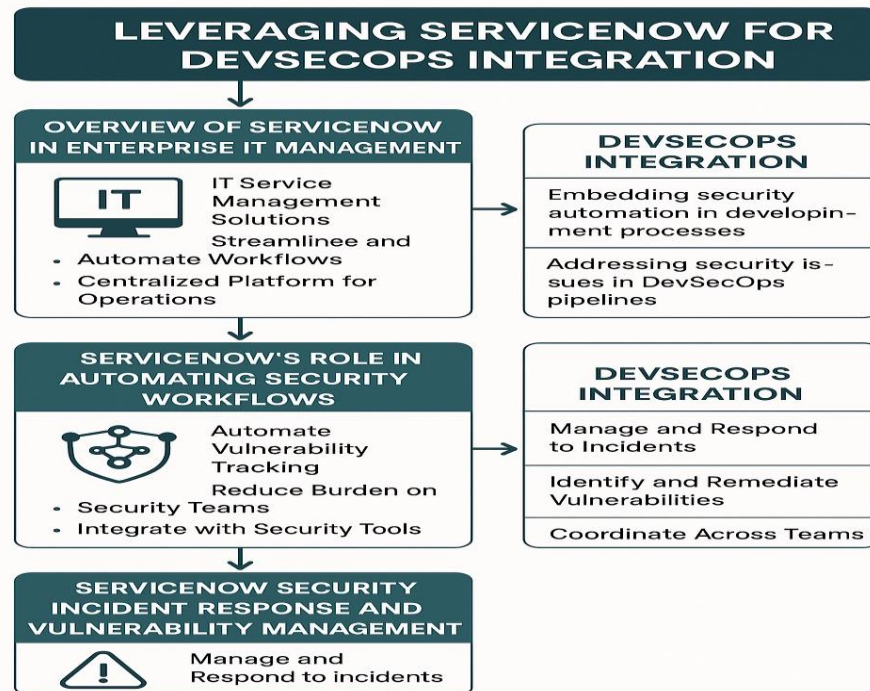 LEVERAGING SERVICENOW FOR
DEVSECOPS INTEGRATION
OVERVIEW OF SERVICENOW
IN ENTERPRISE IT MANAGEMENT
IT
IT Service
Management
Solutions
Streamlinee and
• Automate Workflows
• Centralized Platform for
Operations
DEVSECOPS
INTEGRATION
Embedding security
automation in developin-
ment processes
Addressing security is-
sues in DevSecOps
pipelines
SERVICENOW'S ROLE IN
AUTOMATING SECURITY
WORKFLOWS
Automate
Vulnerability
Tracking
Reduce Burden on
• Security Teams
• Integrate with Security Tools
DEVSECOPS
INTEGRATION
Manage and Respond
to Incidents
Identify and Remediate
Vulnerabilities
Coordinate Across Teams
SERVICENOW SECURITY
INCIDENT RESPONSE AND
VULNERABILITY MANAGEMENT
!
Manage and
Respond to incidents